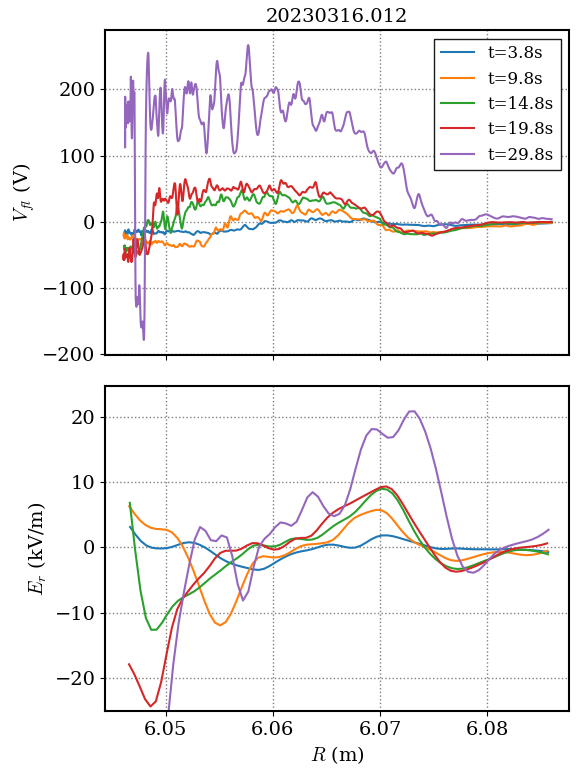 20230316.012
200
100
0
−100
−200
V_fl (V)
t=3.8s
t=9.8s
t=14.8s
t=19.8s
t=29.8s
20
10
0
−10
−20
E_r (kV/m)
6.05 6.06 6.07 6.08
R (m)